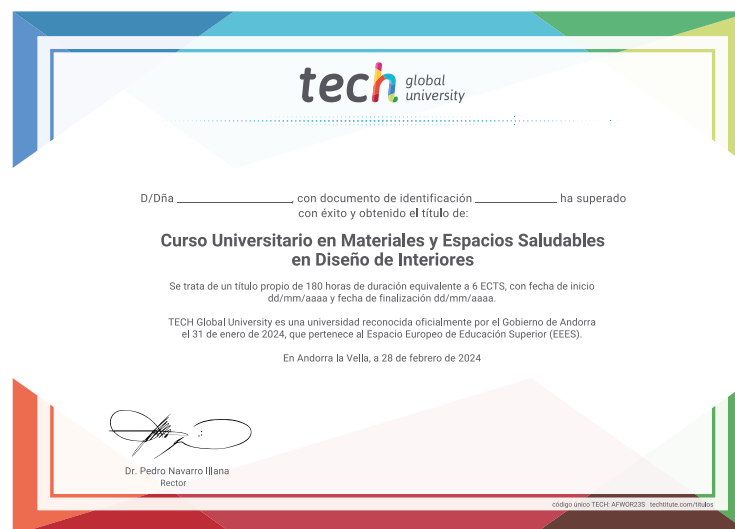 tech global university
D/Dña ______________, con documento de identificación __________ ha superado
con éxito y obtenido el título de:
Curso Universitario en Materiales y Espacios Saludables
en Diseño de Interiores
Se trata de un título propio de 180 horas de duración equivalente a 6 ECTS, con fecha de inicio
dd/mm/aaaa y fecha de finalización dd/mm/aaaa.
TECH Global University es una universidad reconocida oficialmente por el Gobierno de Andorra
el 31 de enero de 2024, que pertenece al Espacio Europeo de Educación Superior (EEES).
En Andorra la Vella, a 28 de febrero de 2024
Dr. Pedro Navarro Illana
Rector
código único TECH: AFWOR23S techtitute.com/titulos